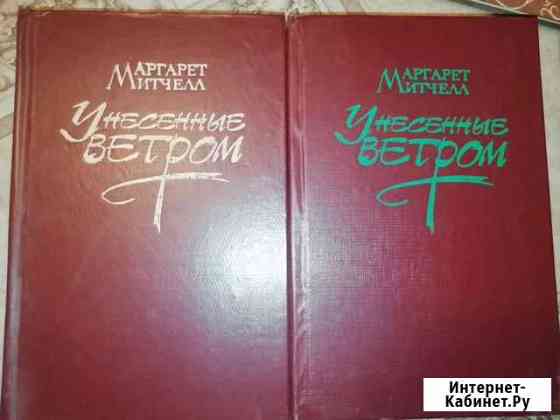 Маргарет
Митчелл
Унесенные
ветром
Маргарет
Митчелл
Унесенные
ветром
Интернет-
Кабинет.Ру